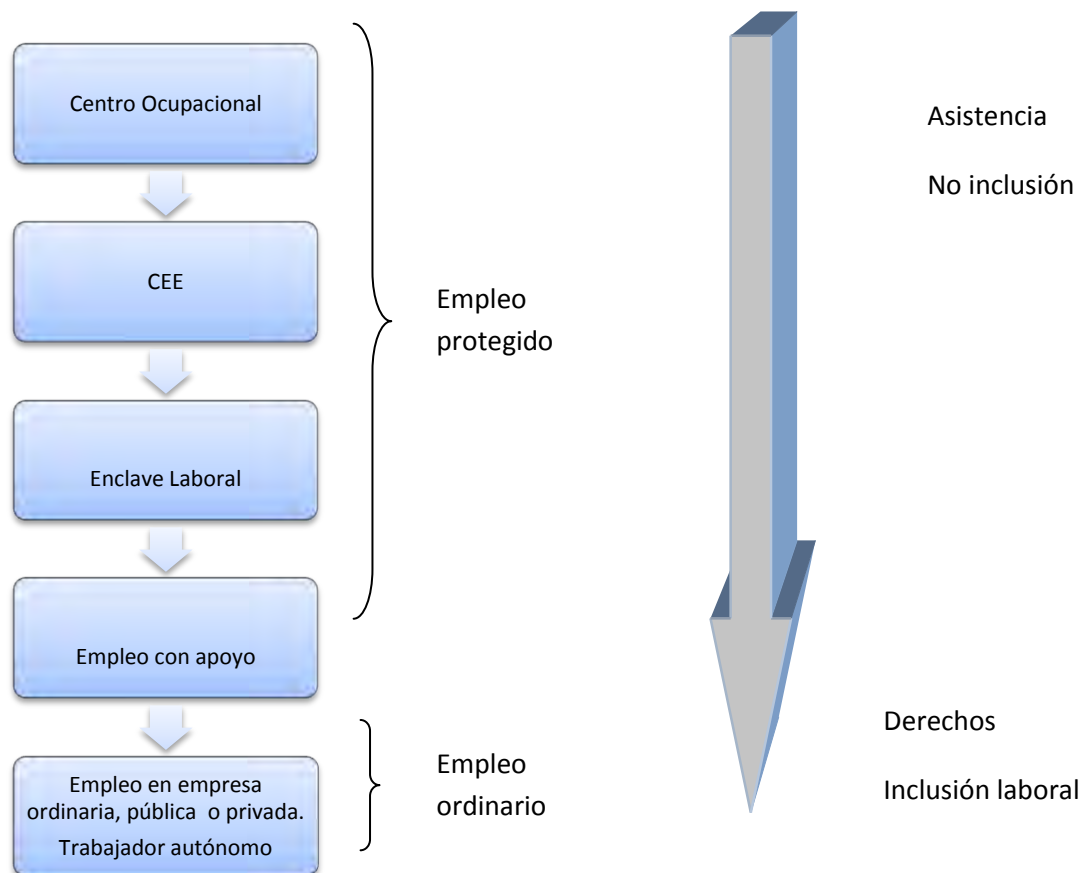 Centro Ocupacional
CEE
Enclave Laboral
Empleo con apoyo
Empleo en empresa
ordinaria, pública o privada.
Trabajador autónomo
Empleo
protegido
Empleo
ordinario
Asistencia
No inclusión
Derechos
Inclusión laboral